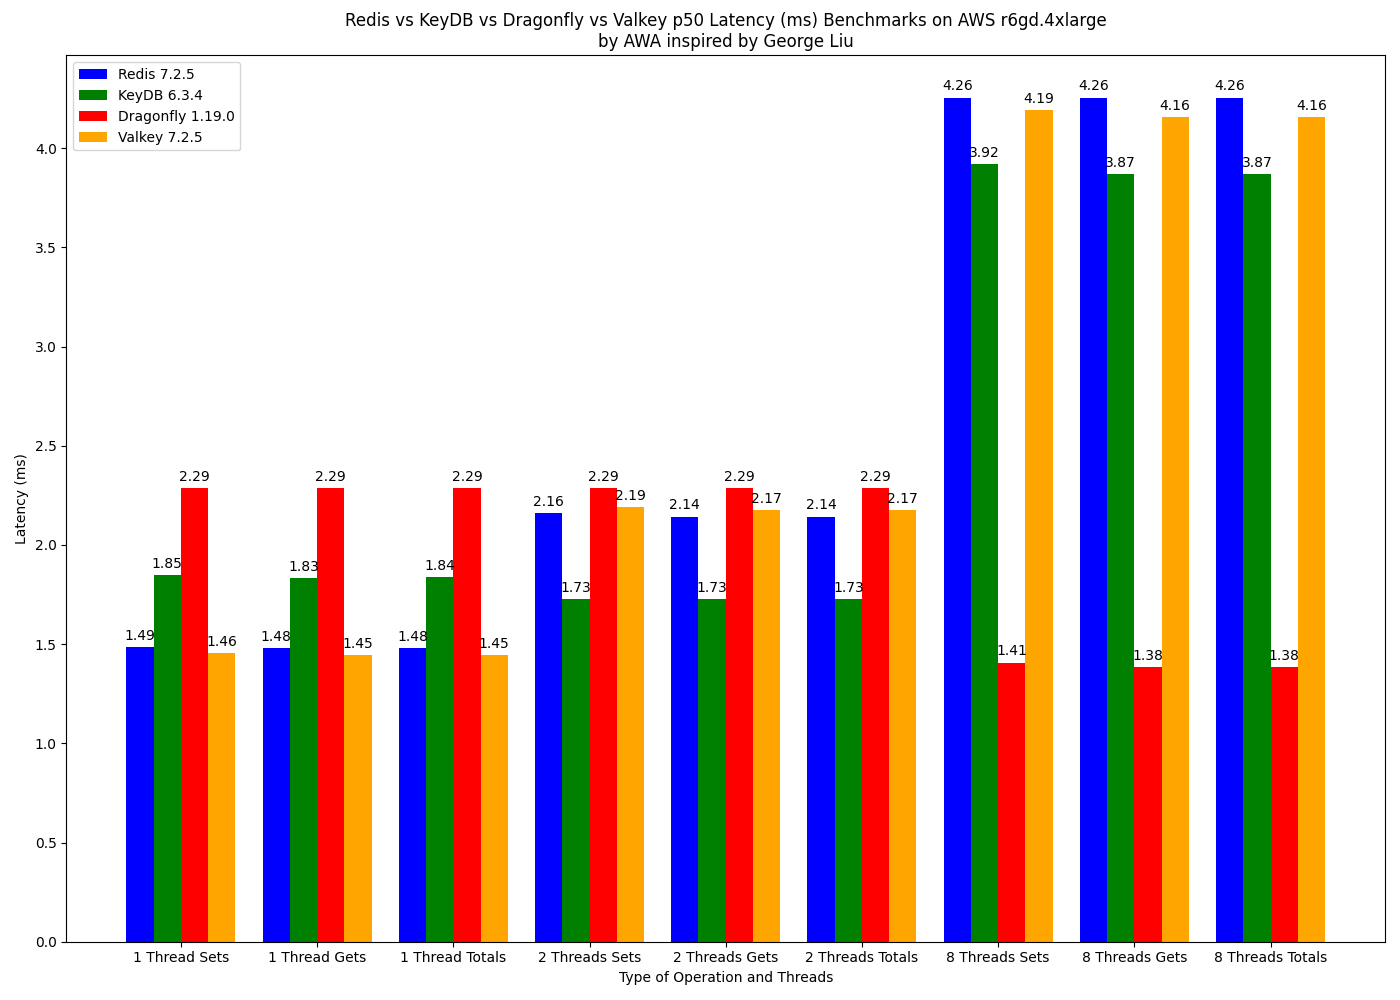 Redis vs KeyDB vs Dragonfly vs Valkey p50 Latency (ms) Benchmarks on AWS r6gd.4xlarge
by AWA inspired by George Liu
Redis 7.2.5
KeyDB 6.3.4
Dragonfly 1.19.0
Valkey 7.2.5
Latency (ms)
4.0
3.5
3.0
2.5
2.0
1.5
1.0
0.5
0.0
1.49 1.85 2.29 1.46
1.48 1.83 2.29 1.45
1.48 1.84 2.29 1.45
2.16 1.73 2.29 2.19
2.14 1.73 2.29 2.17
2.14 1.73 2.29 2.17
4.26 3.92 1.41 4.19
4.26 3.87 1.38 4.16
4.26 3.87 1.38 4.16
1 Thread Sets 1 Thread Gets 1 Thread Totals 2 Threads Sets 2 Threads Gets 2 Threads Totals 8 Threads Sets 8 Threads Gets 8 Threads Totals
Type of Operation and Threads